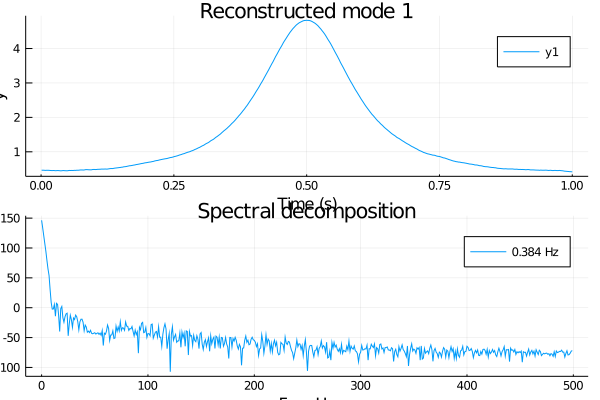 Reconstructed mode 1
4
3
2
1
y
y1
0.00 0.25 0.50 0.75 1.00
Time (s)
Spectral decomposition
150
100
50
0
-50
100
0.384 Hz
0 100 200 300 400 500